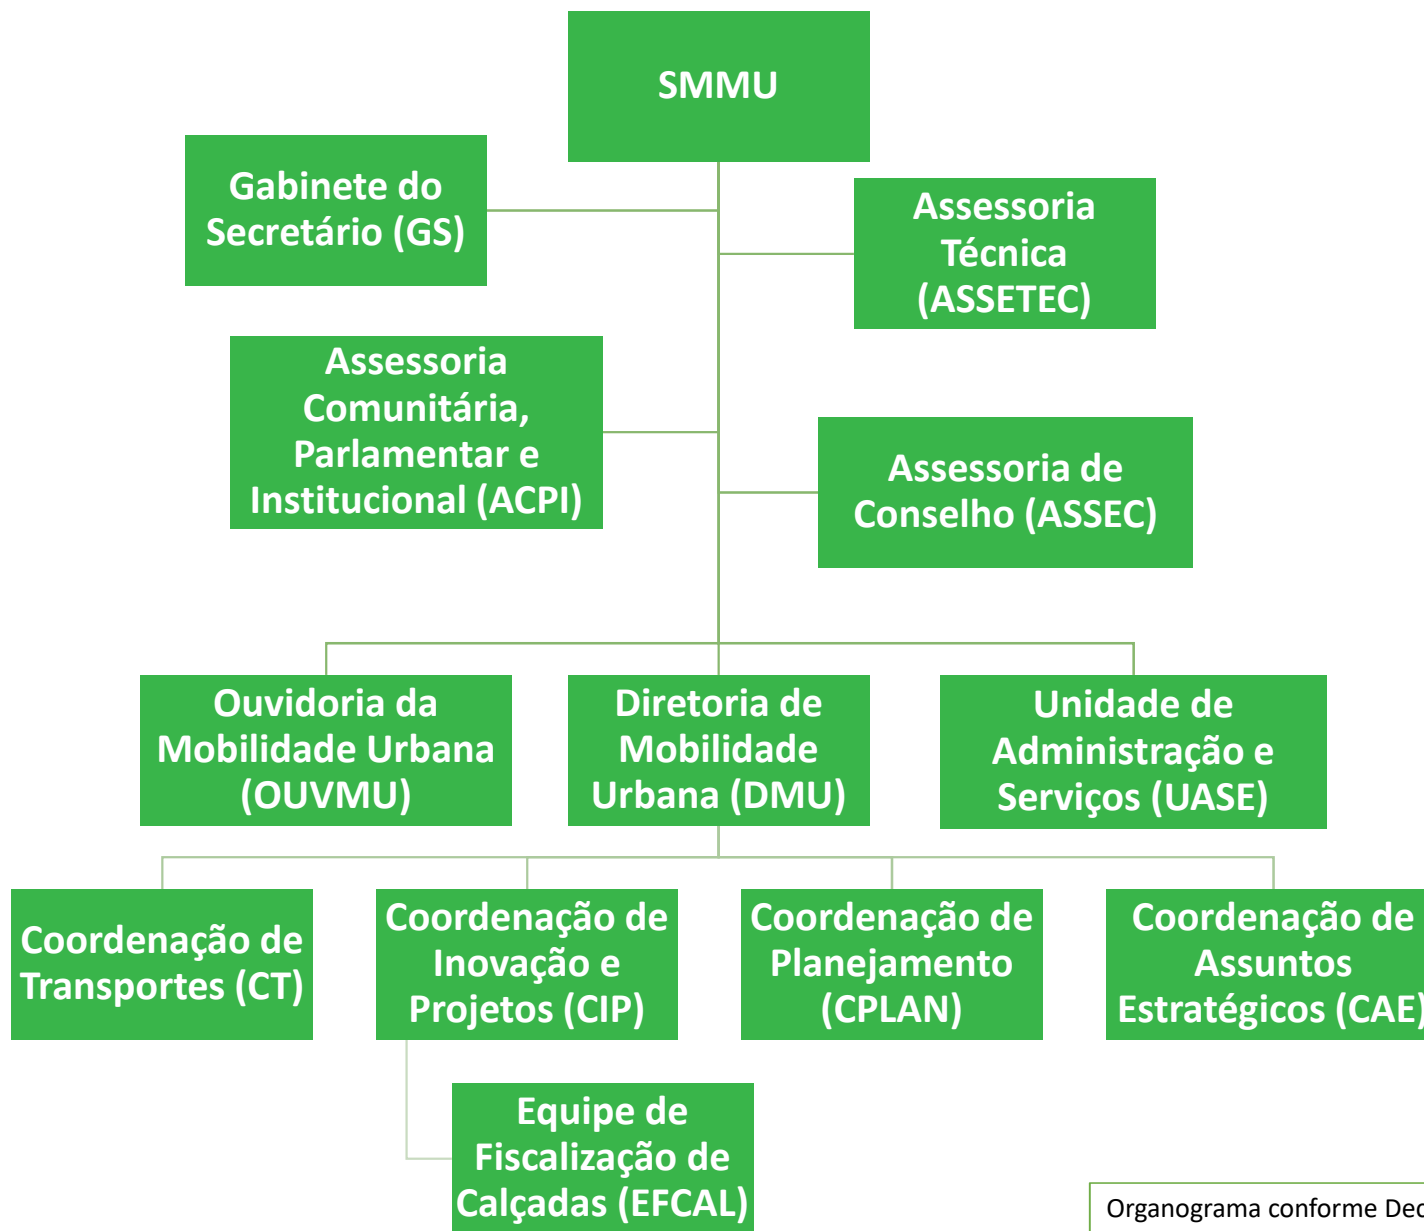 SMMU
Gabinete do
Secretário (GS)
Assessoria
Técnica
(ASSETEC)
Assessoria
Comunitária,
Parlamentar e
Institucional (ACPI)
Assessoria de
Conselho (ASSEC)
Ouvidoria da
Mobilidade Urbana
(OUVMU)
Diretoria de
Mobilidade
Urbana (DMU)
Unidade de
Administração e
Serviços (UASE)
Coordenação de
Transportes (CT)
Coordenação de
Inovação e
Projetos (CIP)
Coordenação de
Planejamento
(CPLAN)
Coordenação de
Assuntos
Estratégicos (CAE)
Equipe de
Fiscalização de
Calçadas (EFCAL)
Organograma conforme